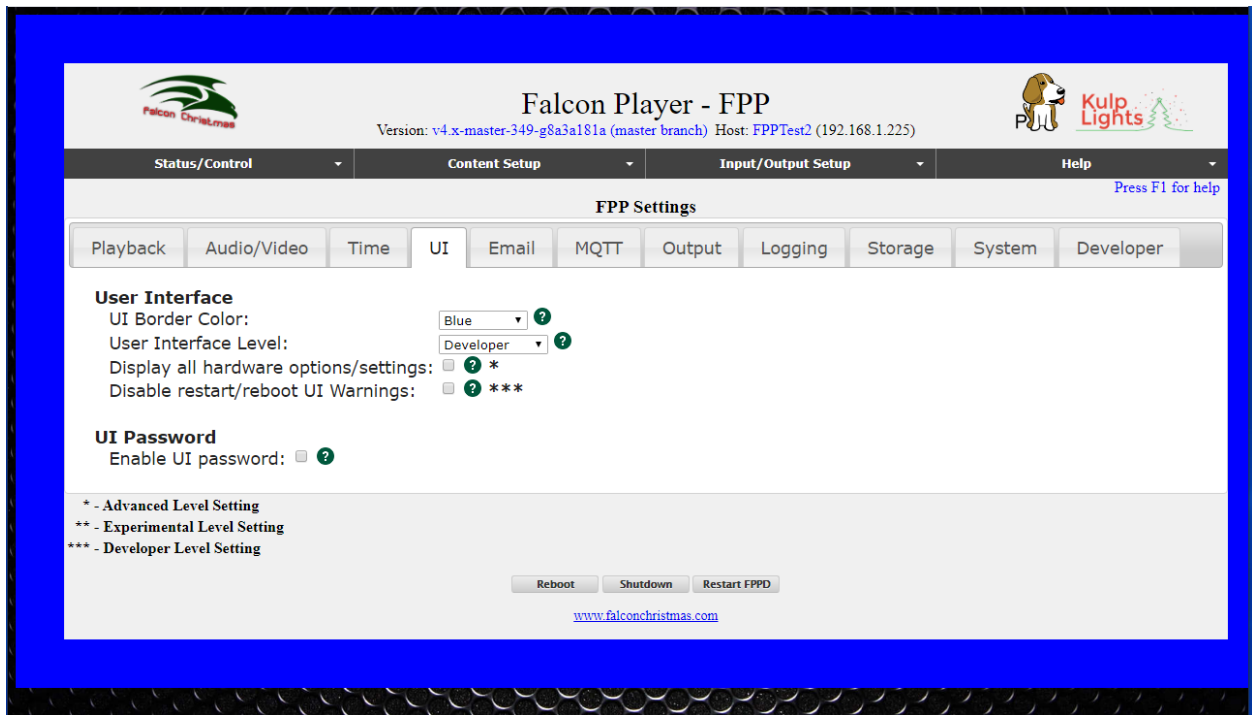 Falcon Christmas
Falcon Player - FPP
Version: v4.x-master-349-g8a3a181a (master branch) Host: FPPTest2 (192.168.1.225)
P
Kulp
Lights
Status/Control Content Setup Input/Output Setup Help
Press F1 for help
FPP Settings
Playback Audio/Video Time UI Email MQTT Output Logging Storage System Developer
User Interface
UI Border Color: Blue ?
User Interface Level: Developer ?
Display all hardware options/settings: ? *
Disable restart/reboot UI Warnings: ? ***
UI Password
Enable UI password: ?
* - Advanced Level Setting
** - Experimental Level Setting
*** - Developer Level Setting
Reboot Shutdown Restart FPPD
www.falconchristmas.com